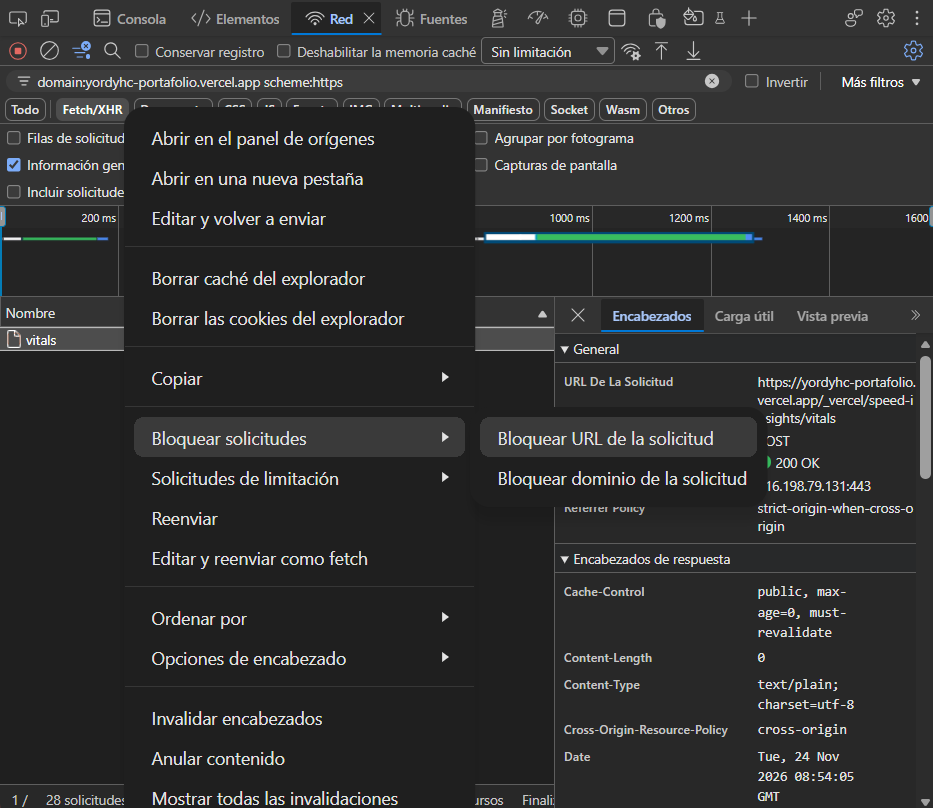 Consola
Elementos
Red
Fuentes
Conservar registro
Deshabilitar la memoria caché
Sin limitación
domain:yordyhc-portafolio.vercel.app scheme:https
Invertir
Más filtros
Todo
Fetch/XHR
Manifiesto
Socket
Wasm
Otros
Filas de solicitud
Agrupar por fotograma
Información gen
Capturas de pantalla
Incluir solicitude
200 ms
1000 ms
1200 ms
1400 ms
1600
Nombre
vitals
Abrir en el panel de orígenes
Abrir en una nueva pestaña
Editar y volver a enviar
Borrar caché del explorador
Borrar las cookies del explorador
Copiar
Bloquear solicitudes
Solicitudes de limitación
Reenviar
Editar y reenviar como fetch
Ordenar por
Opciones de encabezado
Invalidar encabezados
Anular contenido
Mostrar todas las invalidaciones
Bloquear URL de la solicitud
Bloquear dominio de la solicitud
Encabezados
Carga útil
Vista previa
General
URL De La Solicitud
https://yordyhc-portafolio.
vercel.app/_vercel/speed-i
sights/vitals
OST
200 OK
16.198.79.131:443
Referrer Policy
strict-origin-when-cross-o
rigin
Encabezados de respuesta
Cache-Control
public, max-
age=0, must-
revalidate
Content-Length
0
Content-Type
text/plain;
charset=utf-8
Cross-Origin-Resource-Policy
cross-origin
Date
Tue, 24 Nov
2026 08:54:05
GMT
1 /
28 solicitudes
ursos
Finali